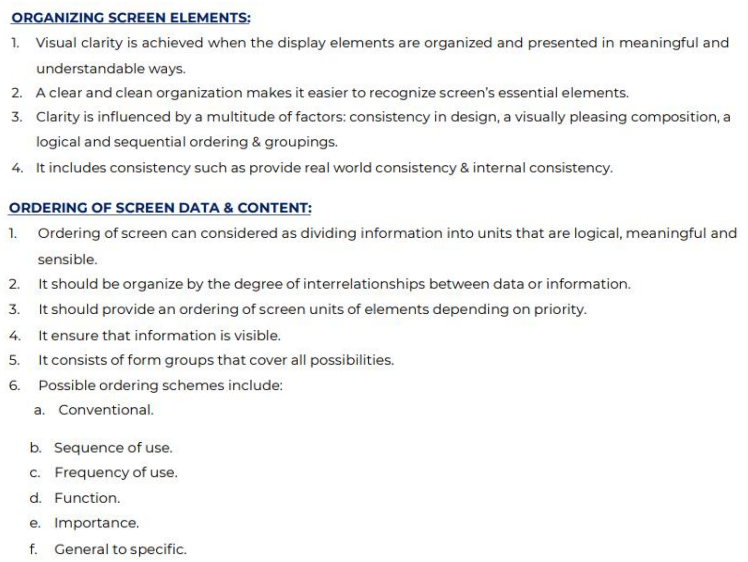 ORGANIZING SCREEN ELEMENTS:
1. Visual clarity is achieved when the display elements are organized and presented in meaningful and
understandable ways.
2. A clear and clean organization makes it easier to recognize screen's essential elements.
3. Clarity is influenced by a multitude of factors: consistency in design, a visually pleasing composition, a
logical and sequential ordering & groupings.
4. It includes consistency such as provide real world consistency & internal consistency.
ORDERING OF SCREEN DATA & CONTENT:
1. Ordering of screen can considered as dividing information into units that are logical, meaningful and
sensible.
2. It should be organize by the degree of interrelationships between data or information.
3. It should provide an ordering of screen units of elements depending on priority.
4. It ensure that information is visible.
5. It consists of form groups that cover all possibilities.
6. Possible ordering schemes include:
a. Conventional.
b. Sequence of use.
c. Frequency of use.
d. Function.
e. Importance.
f. General to specific.